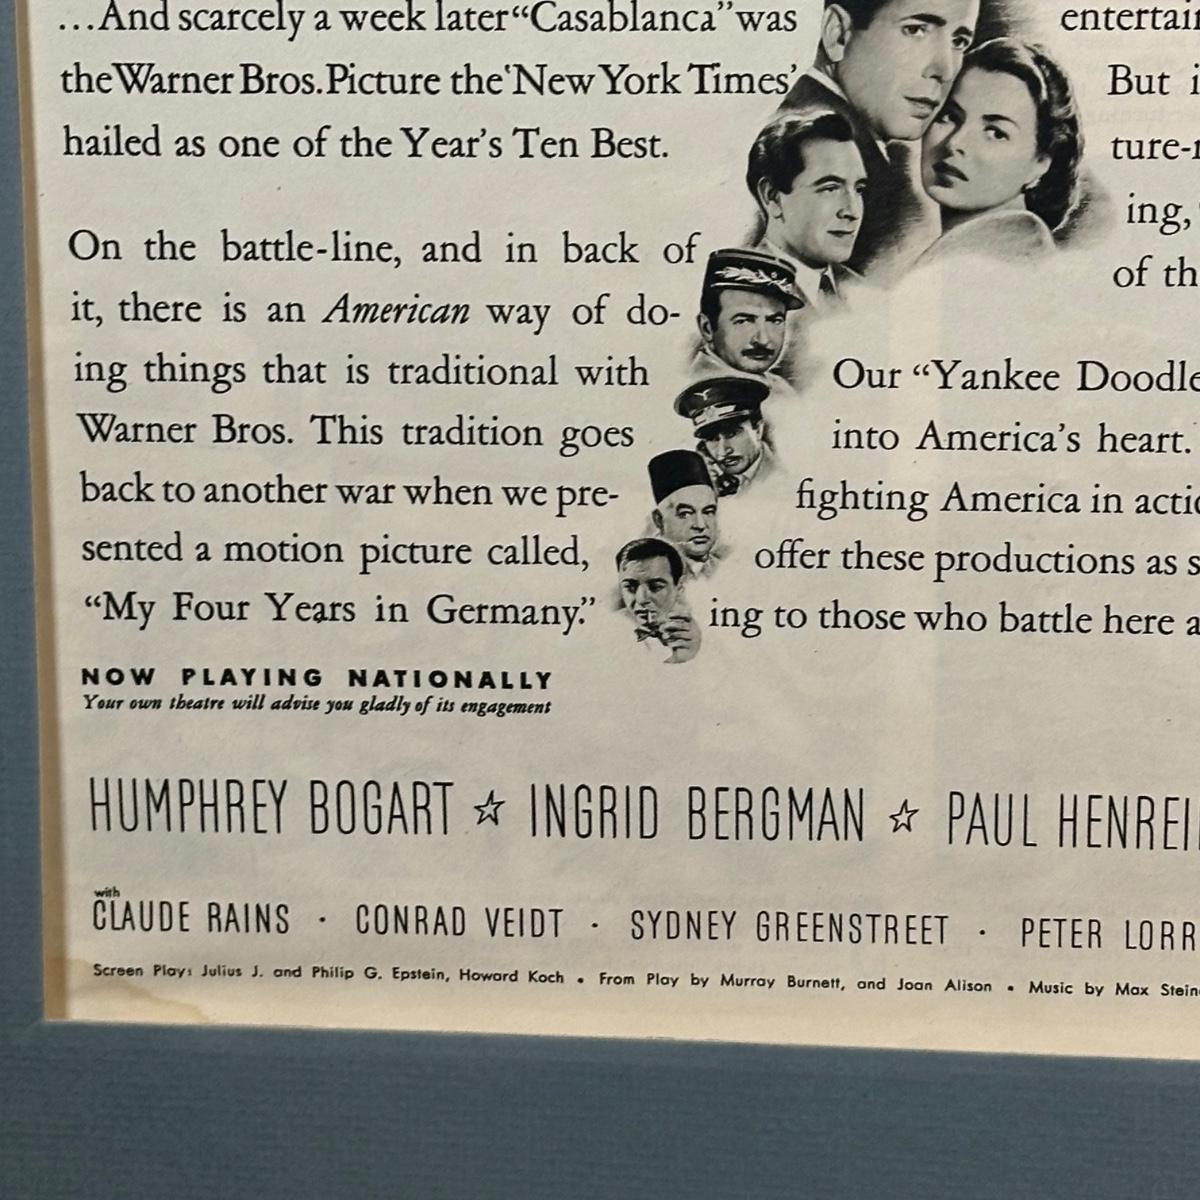 ...And scarcely a week later "Casablanca" was
the Warner Bros. Picture the 'New York Times'
hailed as one of the Year's Ten Best.
On the battle-line, and in back of
it, there is an American way of do-
ing things that is traditional with
Warner Bros. This tradition goes
back to another war when we pre-
sented a motion picture called,
"My Four Years in Germany."
But
ture-
ing,
of
Our "Yankee Doodle
into America's heart.
fighting America in
offer these productions as
ing to those who battle here
NOW PLAYING NATIONALLY
Your own theatre will advise you gladly of its engagement
HUMPHREY BOGART ☆ INGRID BERGMAN ☆ PAUL
with
CLAUDE RAINS · CONRAD VEIDT · SYDNEY GREENSTREET · PETER
Screen Play: Julius J. and Philip G. Epstein, Howard Koch • From Play by Murray Burnett, and Joan Alison • Music by Max